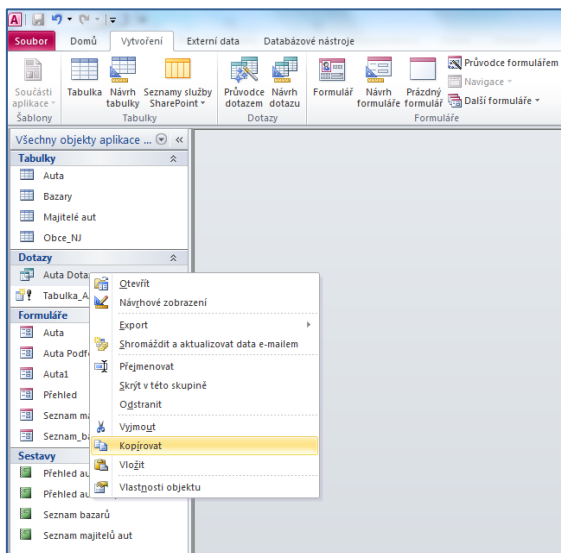 A
Soubor Domů Vytvoření Externí data Databázové nástroje
Součásti aplikace
Tabulka
Návrh tabulky
Seznamy služby SharePoint
Průvodce dotazem
Návrh dotazu
Formulář
Návrh formuláře
Prázdný formulář
Průvodce formulářem
Navigace
Další formuláře
Šablony Tabulky Dotazy Formuláře
Všechny objekty aplikace ... «
Tabulky
Auta
Bazary
Majitelé aut
Obce_NJ
Dotazy
Auta Dota
Tabulka_A
Formuláře
Auta
Auta Podf
Auta1
Přehled
Seznam ma
Seznam_b
Sestavy
Přehled au
Přehled au
Seznam bazarů
Seznam majitelů aut
Otevřít
Návrhové zobrazení
Export
Shromáždit a aktualizovat data e-mailem
Přejmenovat
Skrýt v této skupině
Odstranit
Vyjmout
Kopírovat
Vložit
Vlastnosti objektu